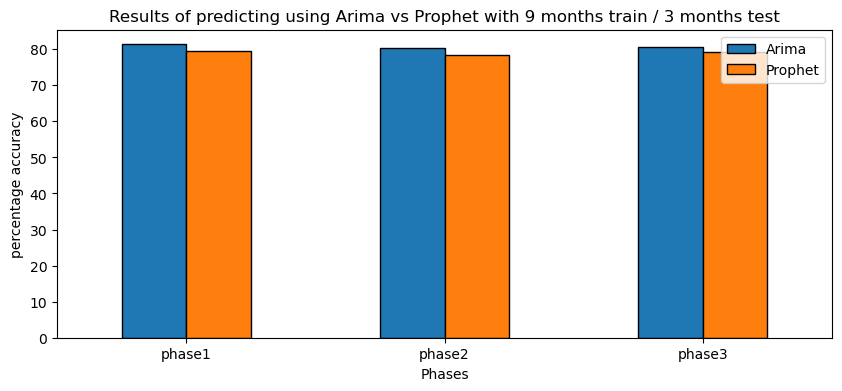 Results of predicting using Arima vs Prophet with 9 months train / 3 months test
percentage accuracy
80
70
60
50
40
30
20
10
0
Arima
Prophet
phase1 phase2 phase3
Phases